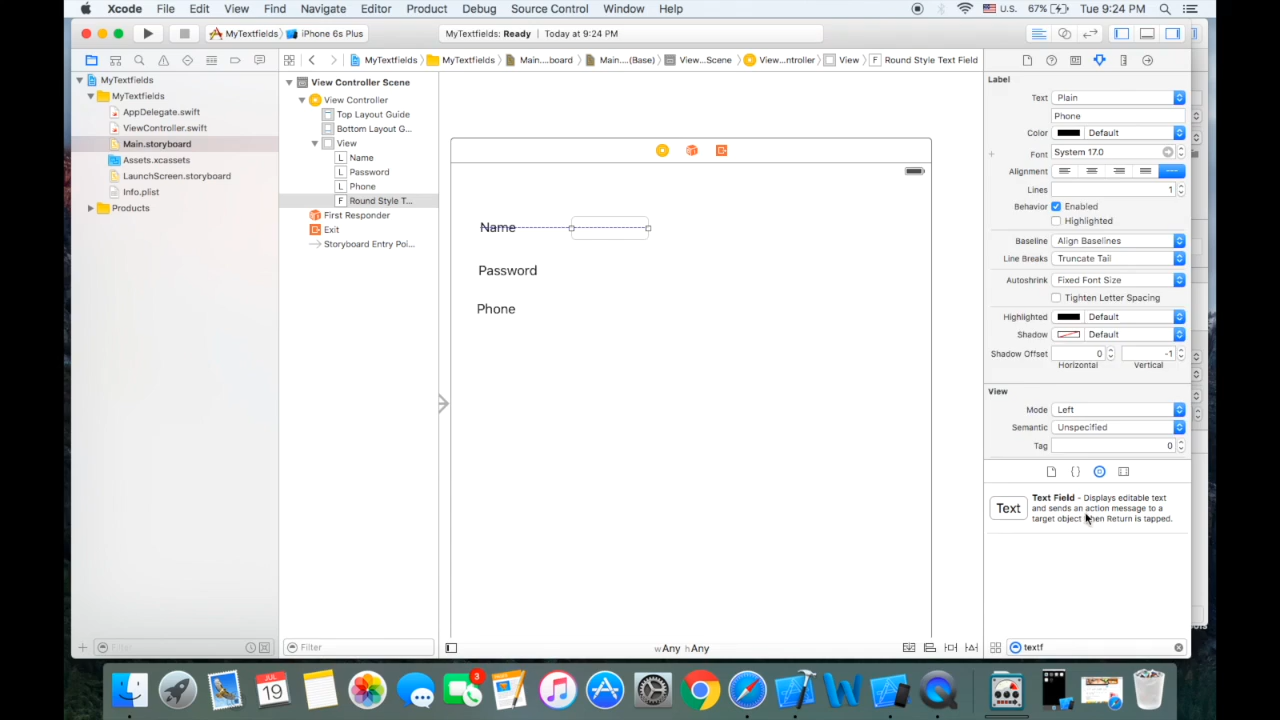 Xcode File Edit View Find Navigate Editor Product Debug Source Control Window Help U.S. 67% Tue 9:24 PM
MyTextfields iPhone 6s Plus MyTextfields: Ready | Today at 9:24 PM
MyTextfields MyTextfields Main....board Main....(Base) View...Scene View...ntroller View F Round Style Text Field
MyTextfields
MyTextfields
AppDelegate.swift
ViewController.swift
Main.storyboard
Assets.xcassets
LaunchScreen.storyboard
Info.plist
Products
Filter
View Controller Scene
View Controller
Top Layout Guide
Bottom Layout G...
View
L Name
L Password
L Phone
F Round Style T...
First Responder
Exit
Storyboard Entry Poi...
Filter
Name
Password
Phone
wAny hAny
Label
Text Plain
Phone
Color Default
Font System 17.0
Alignment
Lines 1
Behavior Enabled
Highlighted
Baseline Align Baselines
Line Breaks Truncate Tail
Autoshrink Fixed Font Size
Tighten Letter Spacing
Highlighted Default
Shadow Default
Shadow Offset 0 -1
Horizontal Vertical
View
Mode Left
Semantic Unspecified
Tag 0
Text
Text Field - Displays editable text
and sends an action message to a
target object when Return is tapped.
textf
3
JUL
19